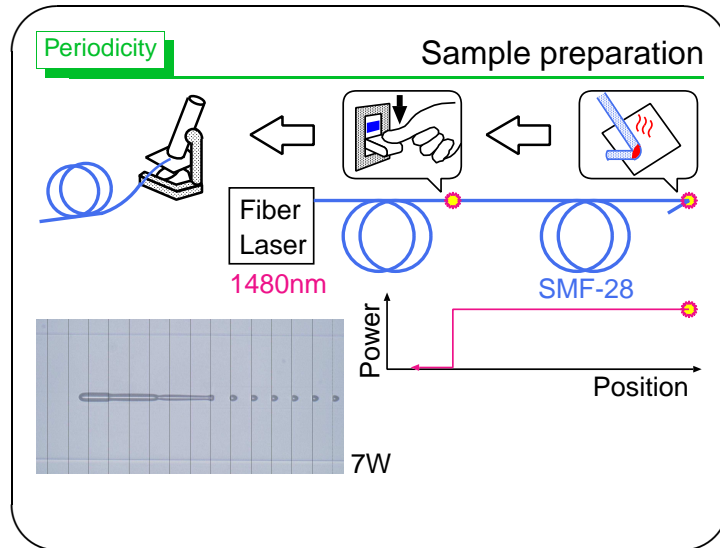 Periodicity
Sample preparation
Fiber
Laser
1480nm
SMF-28
Power
Position
7W